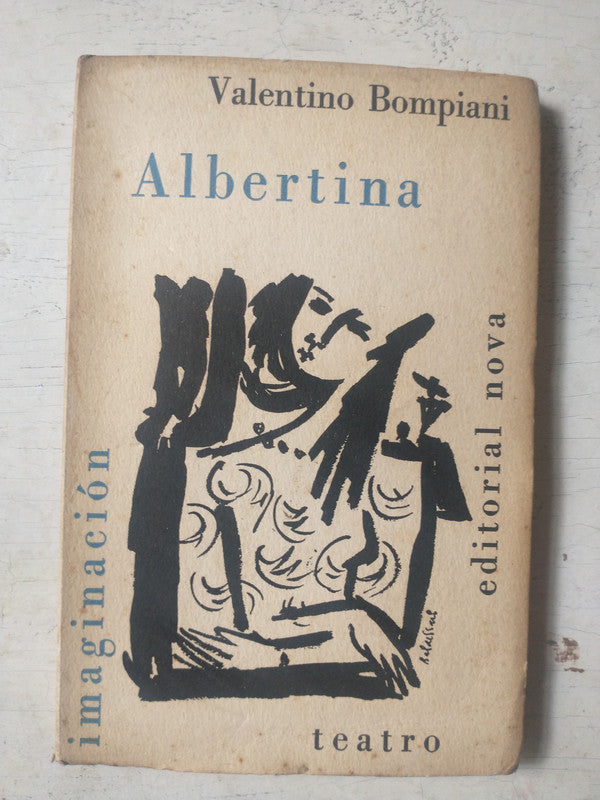 Valentino Bompiani
Albertina
imaginación
editorial nova
teatro